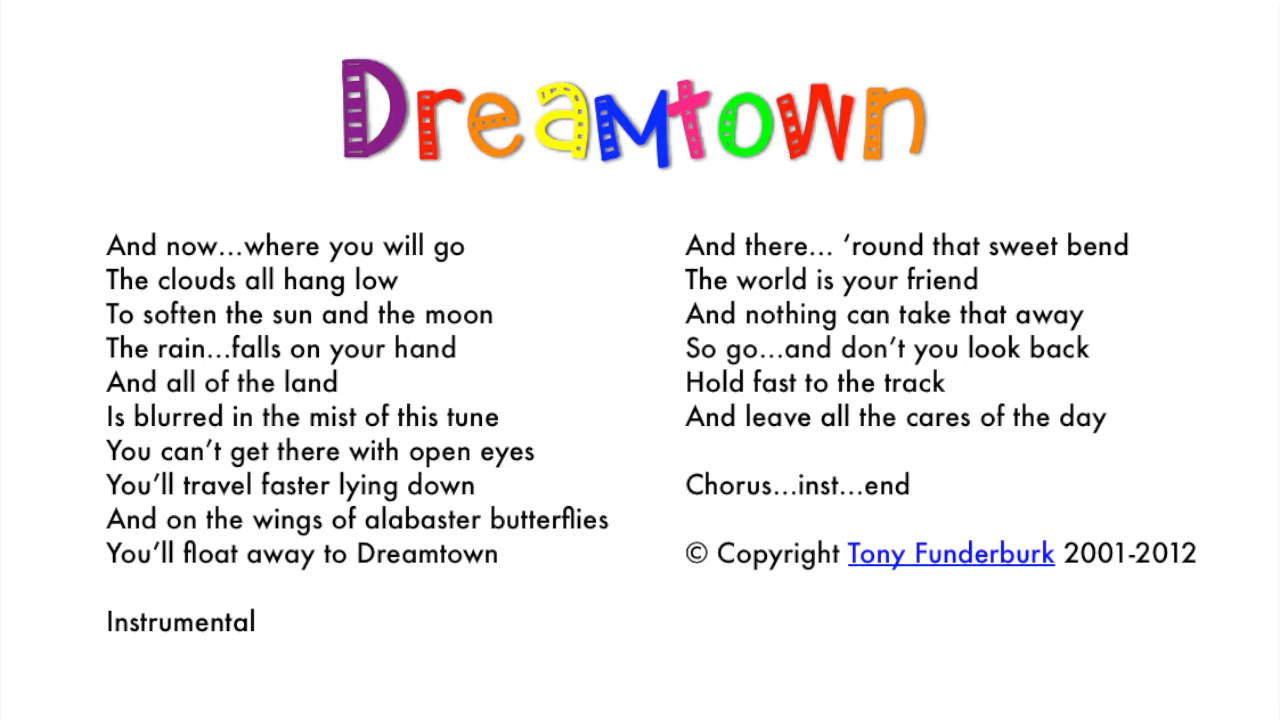 Dreamtown
And now...where you will go
The clouds all hang low
To soften the sun and the moon
The rain...falls on your hand
And all of the land
Is blurred in the mist of this tune
You can’t get there with open eyes
You’ll travel faster lying down
And on the wings of alabaster butterflies
You’ll float away to Dreamtown
Instrumental
And there... ‘round that sweet bend
The world is your friend
And nothing can take that away
So go...and don’t you look back
Hold fast to the track
And leave all the cares of the day
Chorus...inst...end
© Copyright Tony Funderburk 2001-2012